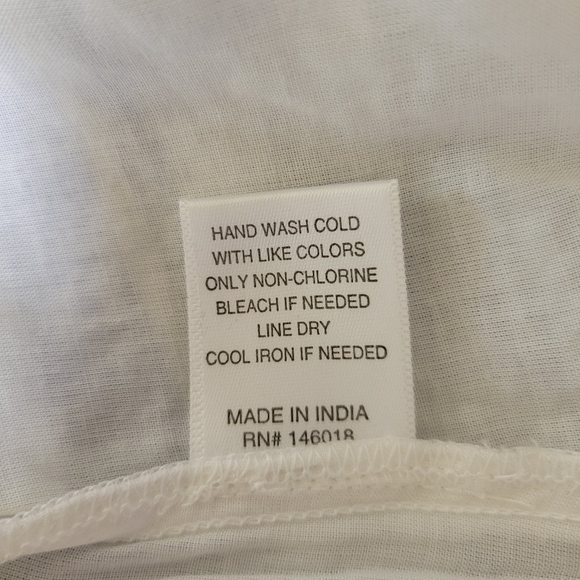 HAND WASH COLD
WITH LIKE COLORS
ONLY NON-CHLORINE
BLEACH IF NEEDED
LINE DRY
COOL IRON IF NEEDED
MADE IN INDIA
RN# 146018